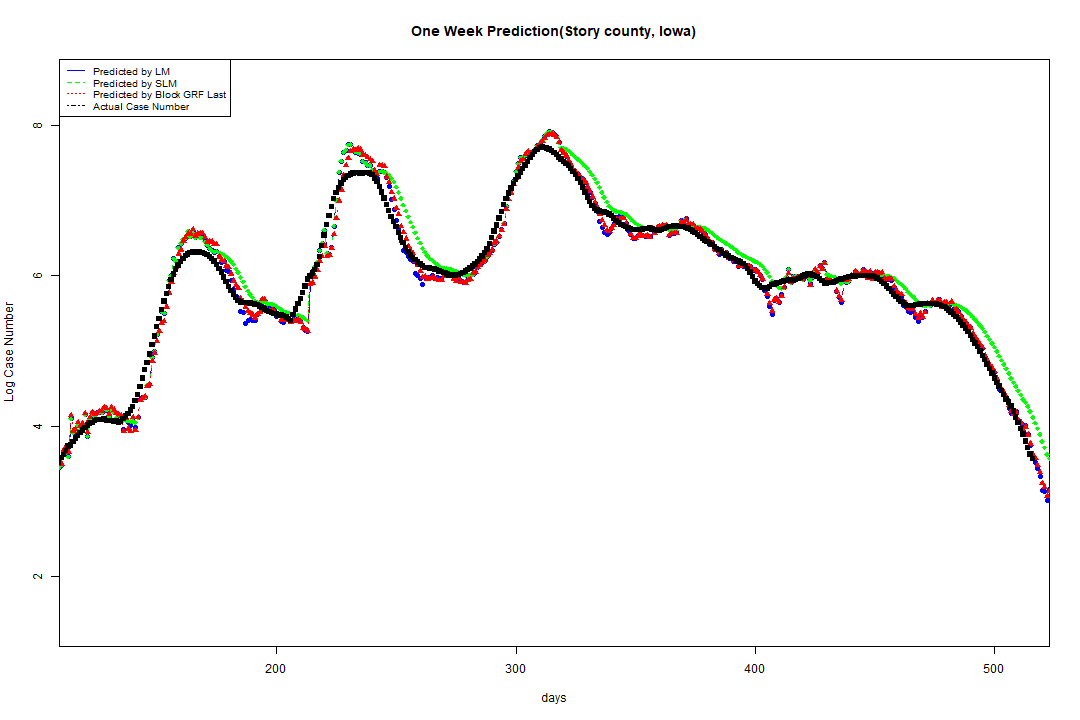 One Week Prediction(Story county, Iowa)
Predicted by LM
Predicted by SLM
Predicted by Block GRF Last
Actual Case Number
8
6
4
2
Log Case Number
200 300 400 500
days